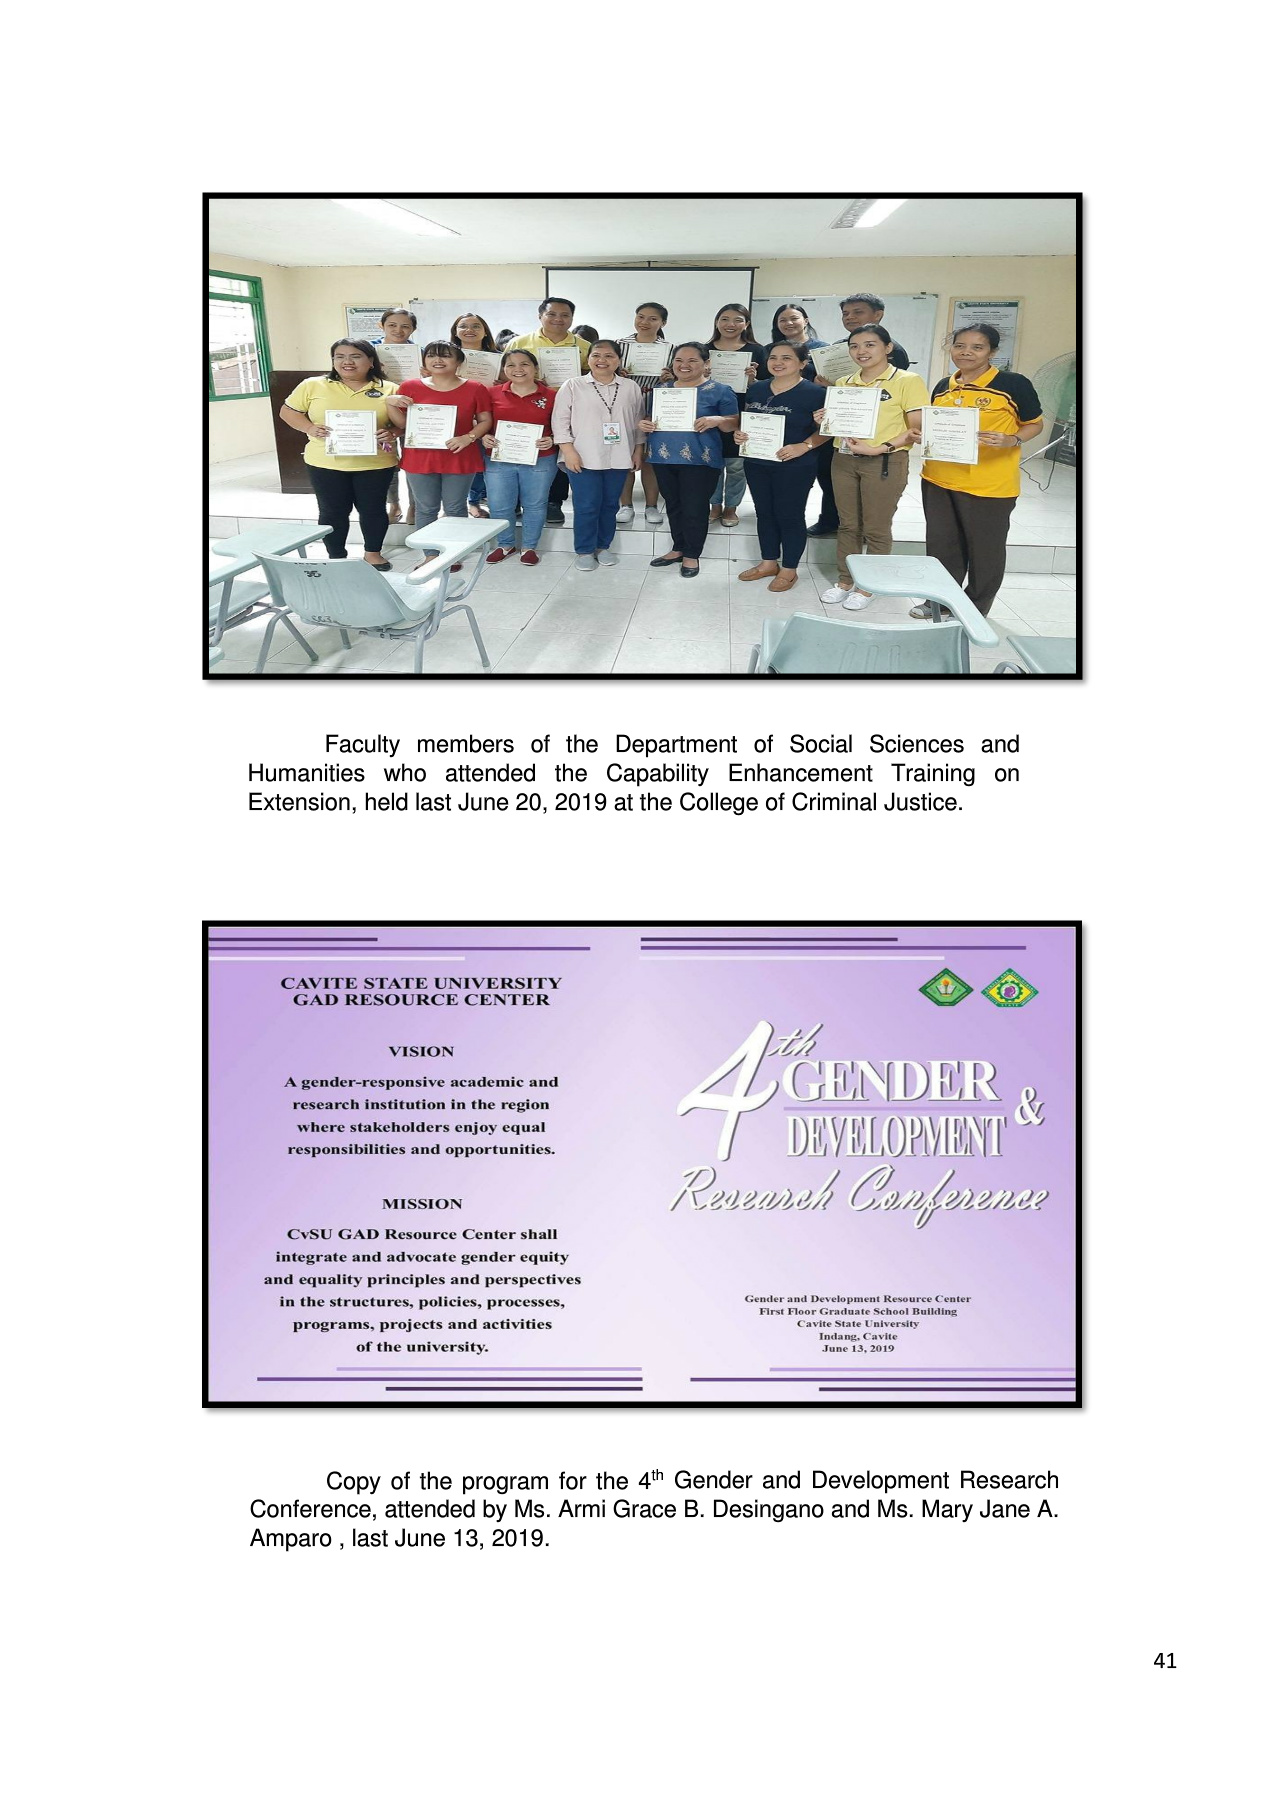 Faculty members of the Department of Social Sciences and
Humanities who attended the Capability Enhancement Training on
Extension, held last June 20, 2019 at the College of Criminal Justice.
CAVITE STATE UNIVERSITY
GAD RESOURCE CENTER
VISION
A gender-responsive academic and
research institution in the region
where stakeholders enjoy equal
responsibilities and opportunities.
MISSION
CvSU GAD Resource Center shall
integrate and advocate gender equity
and equality principles and perspectives
in the structures, policies, processes,
programs, projects and activities
of the university.
4th GENDER &
DEVELOPMENT
Research Conference
Gender and Development Resource Center
First Floor Graduate School Building
Cavite State University
Indang, Cavite
June 13, 2019
Copy of the program for the 4th Gender and Development Research
Conference, attended by Ms. Armi Grace B. Desingano and Ms. Mary Jane A.
Amparo , last June 13, 2019.
41